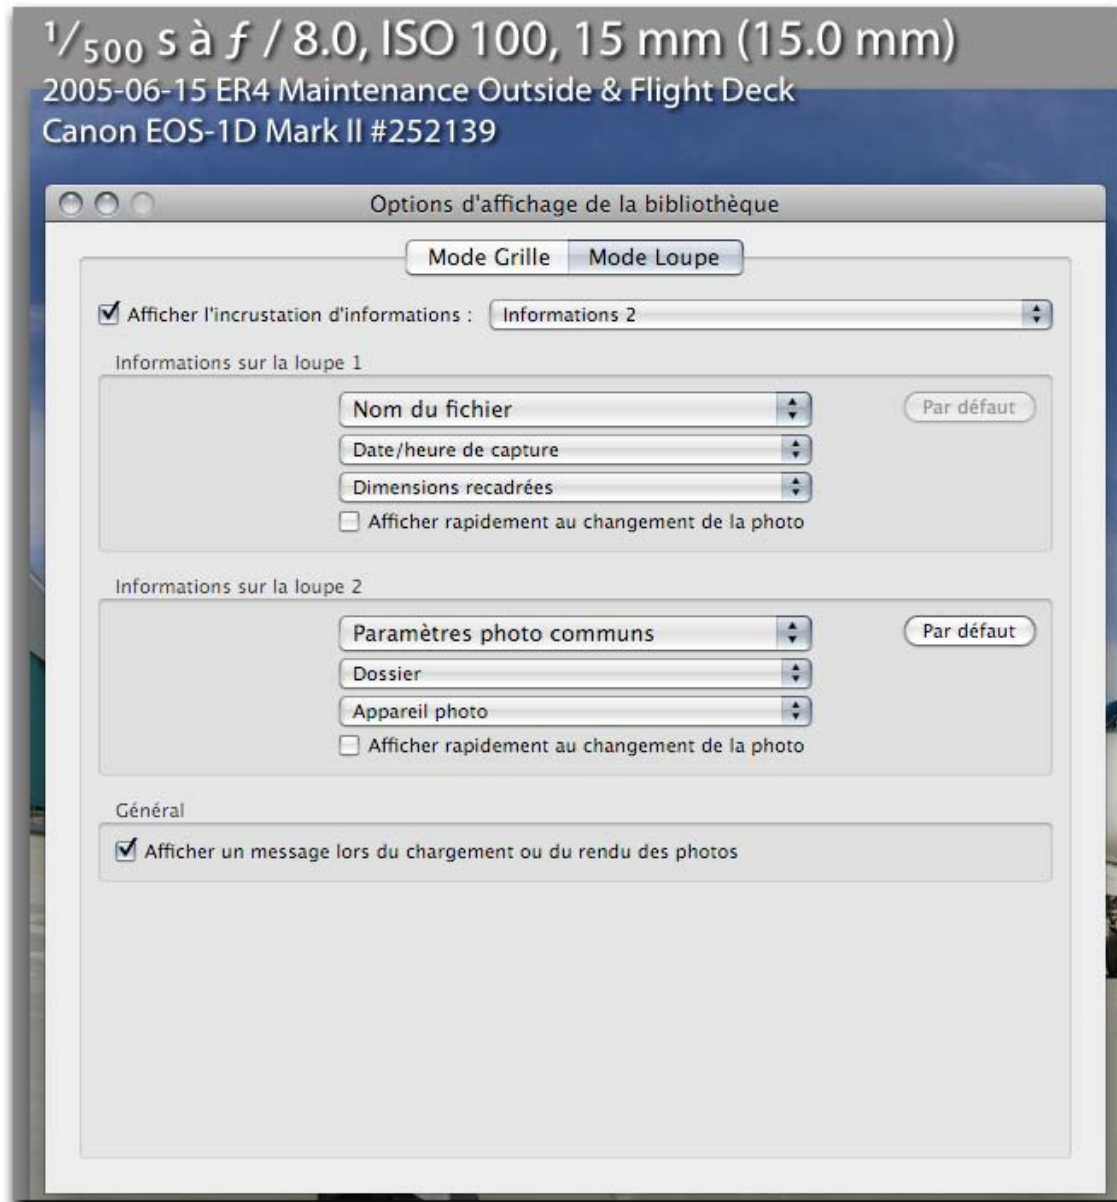 1/500 s à ƒ / 8.0, ISO 100, 15 mm (15.0 mm)
2005-06-15 ER4 Maintenance Outside & Flight Deck
Canon EOS-1D Mark II #252139
Options d'affichage de la bibliothèque
Mode Grille Mode Loupe
Afficher l'incrustation d'informations : Informations 2
Informations sur la loupe 1
Nom du fichier Par défaut
Date/heure de capture
Dimensions recadrées
Afficher rapidement au changement de la photo
Informations sur la loupe 2
Paramètres photo communs Par défaut
Dossier
Appareil photo
Afficher rapidement au changement de la photo
Général
Afficher un message lors du chargement ou du rendu des photos